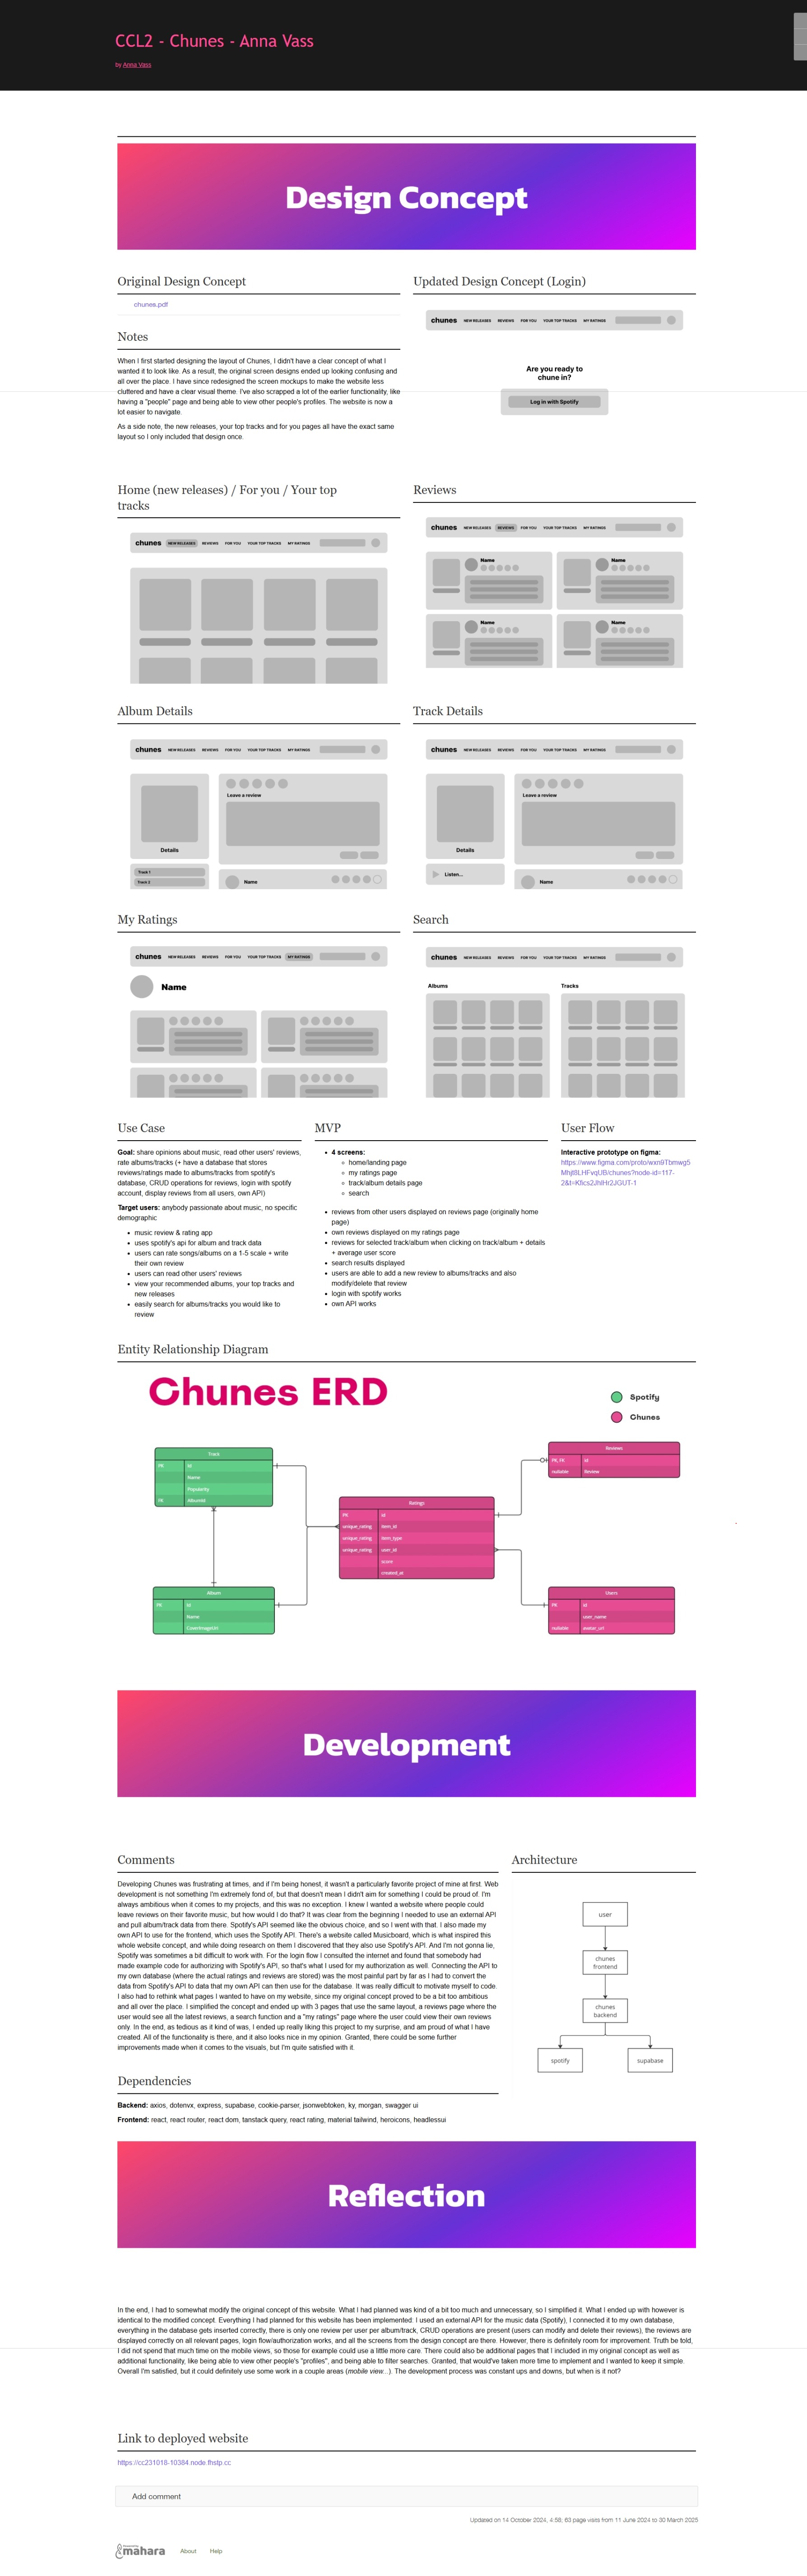 CCL2 - Chunes - Anna Vass
by Anna Vass
Design Concept
Original Design Concept
chunes.pdf
Notes
When I first started designing the layout of Chunes, I didn't have a clear concept of what I
wanted it to look like. As a result, the original screen designs ended up looking confusing and
all over the place. I have since redesigned the screen mockups to make the website less
cluttered and have a clear visual theme. I've also scrapped a lot of the earlier functionality, like
having a "people" page and being able to view other people's profiles. The website is now a
lot easier to navigate.
As a side note, the new releases, your top tracks and for you pages all have the exact same
layout so I only included that design once.
Updated Design Concept (Login)
chunes NEW RELEASES REVIEWS FOR YOU YOUR TOP TRACKS MY RATINGS
Are you ready to
chune in?
Log in with Spotify
Home (new releases) / For you / Your top
tracks
chunes NEW RELEASES REVIEWS FOR YOU YOUR TOP TRACKS MY RATINGS
Reviews
chunes NEW RELEASES REVIEWS FOR YOU YOUR TOP TRACKS MY RATINGS
Name
Name
Name
Name
Album Details
chunes NEW RELEASES REVIEWS FOR YOU YOUR TOP TRACKS MY RATINGS
Leave a review
Details
Track 1
Track 2
Name
Track Details
chunes NEW RELEASES REVIEWS FOR YOU YOUR TOP TRACKS MY RATINGS
Leave a review
Details
Listen...
Name
My Ratings
chunes NEW RELEASES REVIEWS FOR YOU YOUR TOP TRACKS MY RATINGS
Name
Search
chunes NEW RELEASES REVIEWS FOR YOU YOUR TOP TRACKS MY RATINGS
Albums
Tracks
Use Case
Goal: share opinions about music, read other users' reviews,
rate albums/tracks (+ have a database that stores
reviews/ratings made to albums/tracks from spotify's
database, CRUD operations for reviews, login with spotify
account, display reviews from all users, own API)
Target users: anybody passionate about music, no specific
demographic
• music review & rating app
• uses spotify's api for album and track data
• users can rate songs/albums on a 1-5 scale + write
their own review
• users can read other users' reviews
• view your recommended albums, your top tracks and
new releases
• easily search for albums/tracks you would like to
review
MVP
• 4 screens:
○ home/landing page
○ my ratings page
○ track/album details page
○ search
• reviews from other users displayed on reviews page (originally home
page)
• own reviews displayed on my ratings page
• reviews for selected track/album when clicking on track/album + details
+ average user score
• search results displayed
• users are able to add a new review to albums/tracks and also
modify/delete that review
• login with spotify works
• own API works
User Flow
Interactive prototype on figma:
Entity Relationship Diagram
Chunes ERD
Spotify
Chunes
Track
PK Id
Name
Popularity
FK AlbumId
Album
PK Id
Name
CoverImageUrl
Ratings
PK id
unique_rating item_id
unique_rating item_type
unique_rating user_id
score
created_at
Reviews
PK, FK id
nullable Review
Users
PK id
user_name
nullable avatar_url
Development
Comments
Developing Chunes was frustrating at times, and if I'm being honest, it wasn't a particularly favorite project of mine at first. Web
development is not something I'm extremely fond of, but that doesn't mean I didn't aim for something I could be proud of. I'm
always ambitious when it comes to my projects, and this was no exception. I knew I wanted a website where people could
leave reviews on their favorite music, but how would I do that? It was clear from the beginning I needed to use an external API
and pull album/track data from there. Spotify's API seemed like the obvious choice, and so I went with that. I also made my
own API to use for the frontend, which uses the Spotify API. There's a website called Musicboard, which is what inspired this
whole website concept, and while doing research on them I discovered that they also use Spotify's API. And I'm not gonna lie,
Spotify was sometimes a bit difficult to work with. For the login flow I consulted the internet and found that somebody had
made example code for authorizing with Spotify's API, so that's what I used for my authorization as well. Connecting the API to
my own database (where the actual ratings and reviews are stored) was the most painful part by far as I had to convert the
data from Spotify's API to data that my own API can then use for the database. It was really difficult to motivate myself to code.
I also had to rethink what pages I wanted to have on my website, since my original concept proved to be a bit too ambitious
and all over the place. I simplified the concept and ended up with 3 pages that use the same layout, a reviews page where the
user would see all the latest reviews, a search function and a "my ratings" page where the user could view their own reviews
only. In the end, as tedious as it kind of was, I ended up really liking this project to my surprise, and am proud of what I have
created. All of the functionality is there, and it also looks nice in my opinion. Granted, there could be some further
improvements made when it comes to the visuals, but I'm quite satisfied with it.
Architecture
user
chunes
frontend
chunes
backend
spotify
supabase
Dependencies
Backend: axios, dotenvx, express, supabase, cookie-parser, jsonwebtoken, ky, morgan, swagger ui
Frontend: react, react router, react dom, tanstack query, react rating, material tailwind, heroicons, headlessui
Reflection
In the end, I had to somewhat modify the original concept of this website. What I had planned was kind of a bit too much and unnecessary, so I simplified it. What I ended up with however is
identical to the modified concept. Everything I had planned for this website has been implemented: I used an external API for the music data (Spotify), I connected it to my own database,
everything in the database gets inserted correctly, there is only one review per user per album/track, CRUD operations are present (users can modify and delete their reviews), the reviews are
displayed correctly on all relevant pages, login flow/authorization works, and all the screens from the design concept are there. However, there is definitely room for improvement. Truth be told,
I did not spend that much time on the mobile views, so those for example could use a little more care. There could also be additional pages that I included in my original concept as well as
additional functionality, like being able to view other people's "profiles", and being able to filter searches. Granted, that would've taken more time to implement and I wanted to keep it simple.
Overall I'm satisfied, but it could definitely use some work in a couple areas (mobile view...). The development process was constant ups and downs, but when is it not?
Link to deployed website
https://cc231018-10384.node.fhstp.cc
Add comment
Updated on 14 October 2024, 4:58; 63 page visits from 11 June 2024 to 30 March 2025
mahara About Help